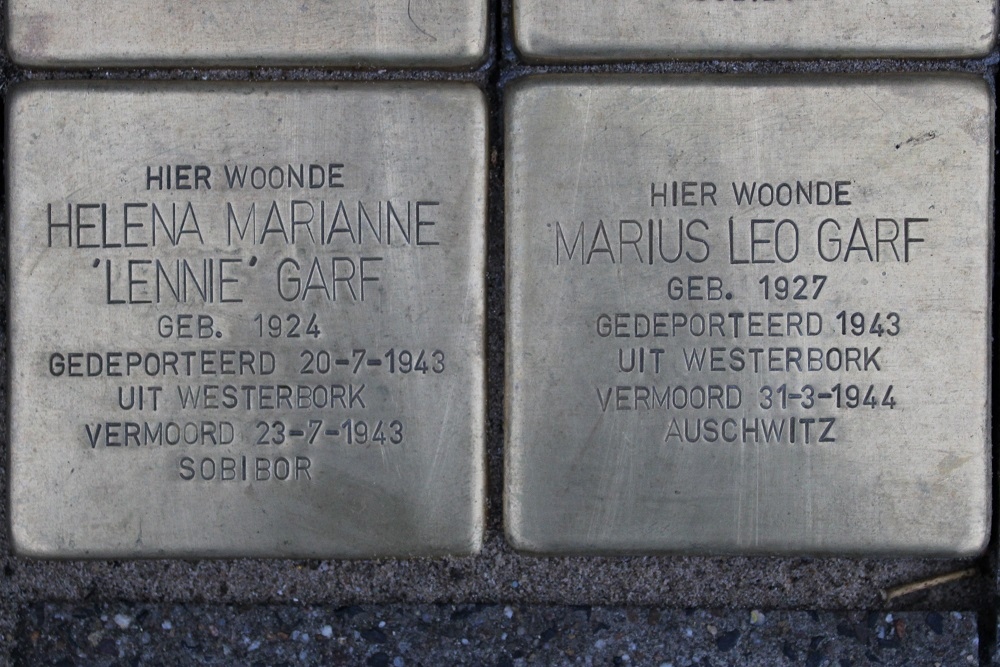 HIER WOONDE
HELENA MARIANNE
'LENNIE' GARF
GEB. 1924
GEDEPORTEERD 20-7-1943
UIT WESTERBORK
VERMOORD 23-7-1943
SOBIBOR
HIER WOONDE
MARIUS LEO GARF
GEB. 1927
GEDEPORTEERD 1943
UIT WESTERBORK
VERMOORD 31-3-1944
AUSCHWITZ